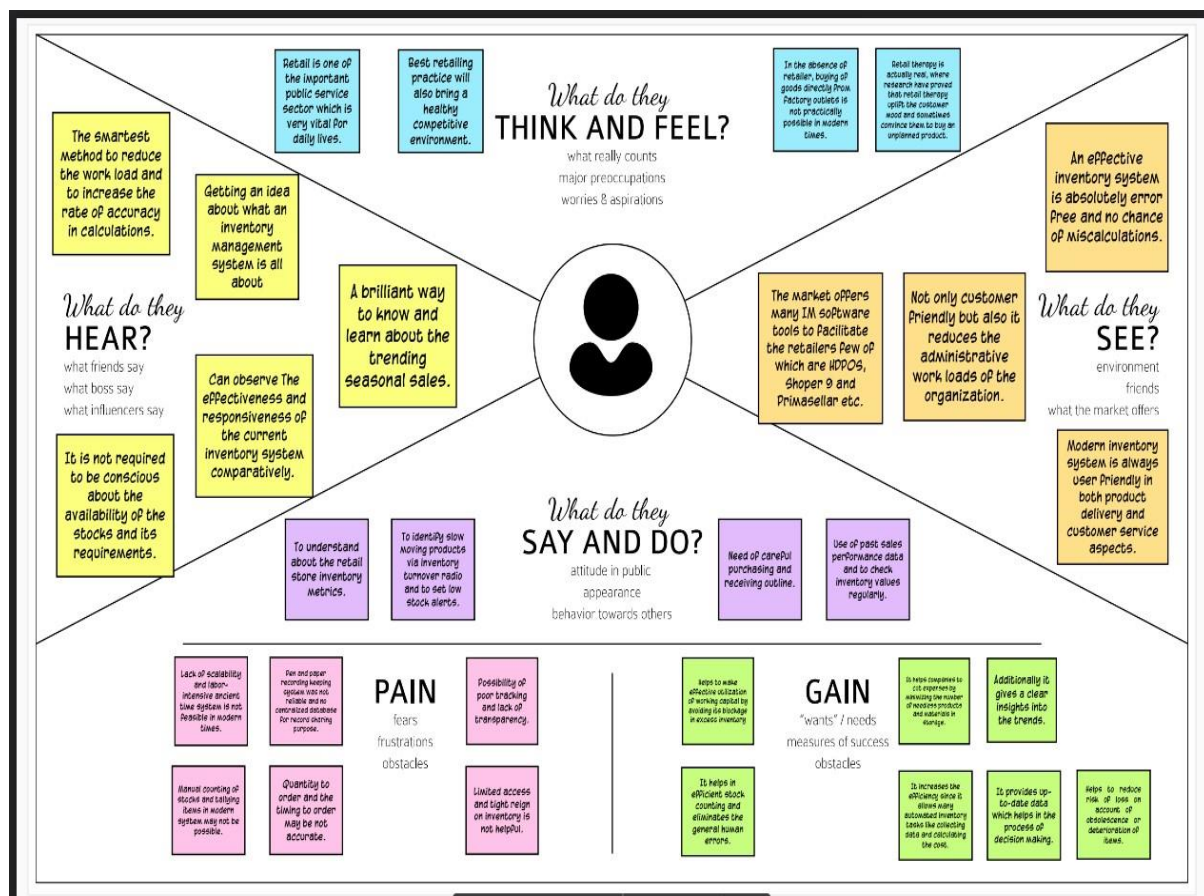 Retail is one of
the important
public service
sector which is
very vital for
daily lives.
Best retailing
practice will
also bring a
healthy
competitive
environment.
What do they
THINK AND FEEL?
what really counts
major preoccupations
worries & aspirations
In the absence of
retailer, buying of
goods directly from
factory outlets is
not practically
possible in modern
times.
Retail therapy is
actually real, where
research have proved
that retail therapy
uplift the customer
mood and sometimes
convince them to buy an
unplanned product.
The smartest
method to reduce
the work load and
to increase the
rate of accuracy
in calculations.
Getting an idea
about what an
inventory
management
system is all
about
What do they
HEAR?
what friends say
what boss say
what influencers say
A brilliant way
to know and
learn about the
trending
seasonal sales.
Can observe The
effectiveness and
responsiveness of
the current
inventory system
comparatively.
It is not required
to be conscious
about the
availability of the
stocks and its
requirements.
An effective
inventory system
is absolutely error
free and no chance
of miscalculations.
The market offers
many IM software
tools to facilitate
the retailers few of
which are HDPOS,
Shoper 9 and
Primasellar etc.
Not only customer
friendly but also it
reduces the
administrative
work loads of the
organization.
What do they
SEE?
environment
friends
what the market offers
Modern inventory
system is always
user friendly in
both product
delivery and
customer service
aspects.
To understand
about the retail
store inventory
metrics.
To identify slow
moving products
via inventory
turnover radio
and to set low
stock alerts.
What do they
SAY AND DO?
attitude in public
appearance
behavior towards others
Need of careful
purchasing and
receiving outline.
Use of past sales
performance data
and to check
inventory values
regularly.
Lack of scalability
and labor-
intensive ancient
time system is not
feasible in modern
times.
Pen and paper
recording keeping
system was not
reliable and no
centralized database
for record sharing
purpose.
PAIN
fears
frustrations
obstacles
Possibility of
poor tracking
and lack of
transparency.
Manual counting of
stocks and tallying
items in modern
system may not be
possible.
Quantity to
order and the
timing to order
may be not
accurate.
Limited access
and tight reign
on inventory is
not helpful.
Helps to make
effective utilization
of working capital by
avoiding its blockage
in excess inventory
GAIN
"wants" / needs
measures of success
obstacles
It helps companies to
cut expenses by
minimizing the number
of needless products
and materials in
storage.
Additionally it
gives a clear
insights into
the trends.
It helps in
efficient stock
counting and
eliminates the
general human
errors.
It increases the
efficiency since it
allows many
automated inventory
tasks like collecting
data and calculating
the cost.
It provides up-
to-date data
which helps in the
process of
decision making.
Helps to reduce
risk of loss on
account of
obsolescence or
deterioration of
items.